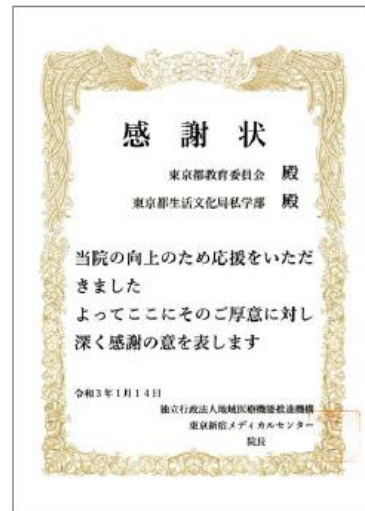 感謝状
東京都教育委員会 殿
東京都生活文化局私学部 殿
当院の向上のため応援をいただ
きました
よってここにそのご厚意に対し
深く感謝の意を表します
令和3年1月14日
独立行政法人地域医療機能推進機構
東京新宿メディカルセンター
院長